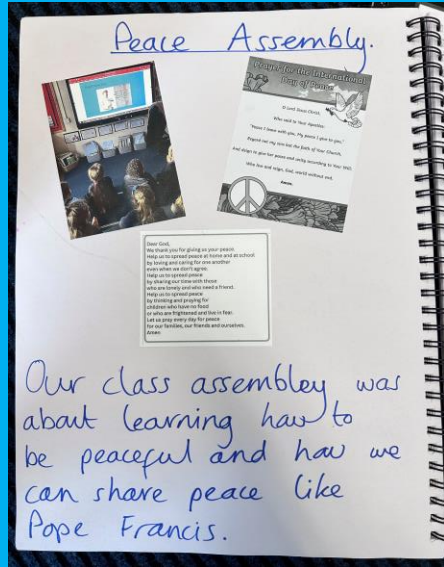 Peace Assembly.
Prayer for the International
Day of Peace
O Lord Jesus Christ,
Who said to Your Apostles:
"Peace I leave with you, My peace I give to you,"
Regard not my sins but the faith of Your Church,
And deign to give her peace and unity according to Your Will:
Who live and reign, God, world without end.
Amen.
Dear God,
We thank you for giving us your peace.
Help us to spread peace at home and at school
by loving and caring for one another
even when we don't agree.
Help us to spread peace
by sharing our time with those
who are lonely and who need a friend.
Help us to spread peace
by thinking and praying for
children who have no food
or who are frightened and live in fear.
Let us pray every day for peace
for our families, our friends and ourselves.
Amen
Our class assembley was
about learning how to
be peaceful and how we
can share peace like
Pope Francis.